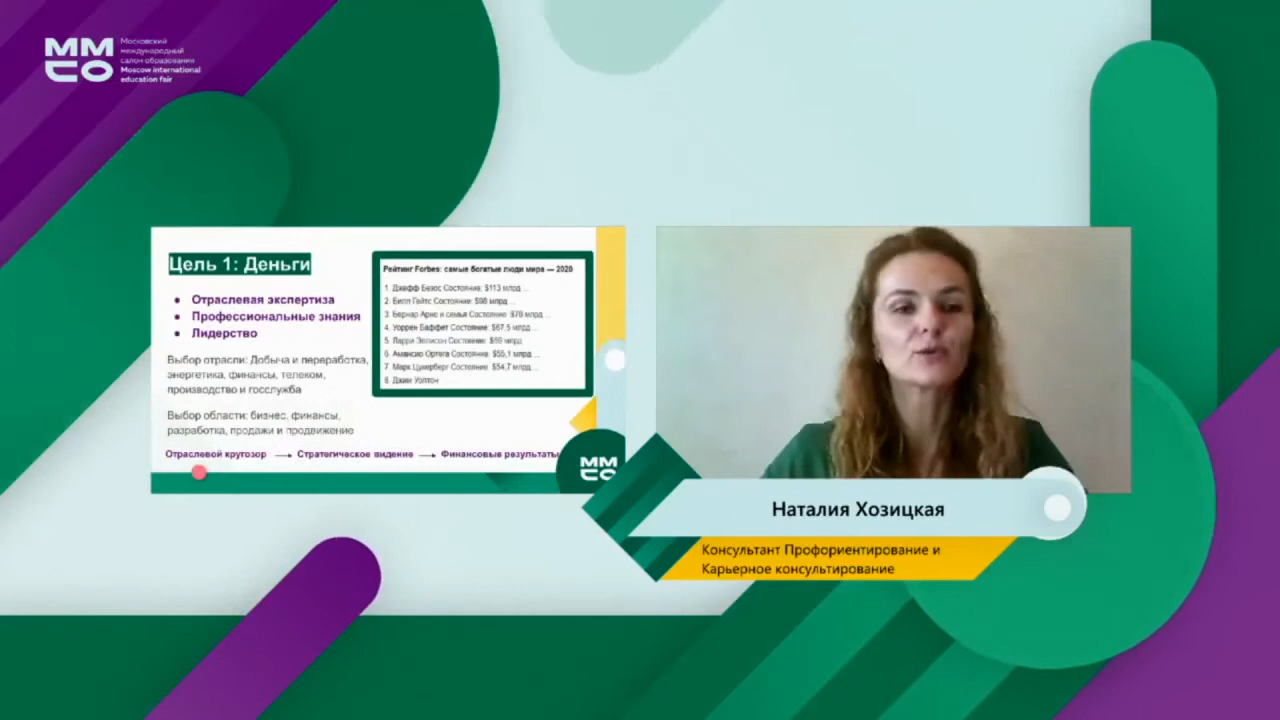 ММ
СО
Московский
международный
салон образования
Moscow international
education fair
Цель 1: Деньги
● Отраслевая экспертиза
● Профессиональные знания
● Лидерство
Выбор отрасли: Добыча и переработка,
энергетика, финансы, телеком,
производство и госслужба
Выбор области: бизнес, финансы,
разработка, продажи и продвижение
Отраслевой кругозор → Стратегическое видение → Финансовые результаты
Рейтинг Forbes: самые богатые люди мира — 2020
1. Джефф Безос Состояние: $113 млрд ...
2. Билл Гейтс Состояние: $98 млрд ...
3. Бернар Арно и семья Состояние: $76 млрд ...
4. Уоррен Баффет Состояние: $67,5 млрд ...
5. Ларри Эллисон Состояние: $59 млрд
6. Амансио Ортега Состояние: $55,1 млрд ...
7. Марк Цукерберг Состояние: $54,7 млрд ...
8. Джим Уолтон
ММ
СО
Наталия Хозицкая
Консультант Профориентирование и
Карьерное консультирование